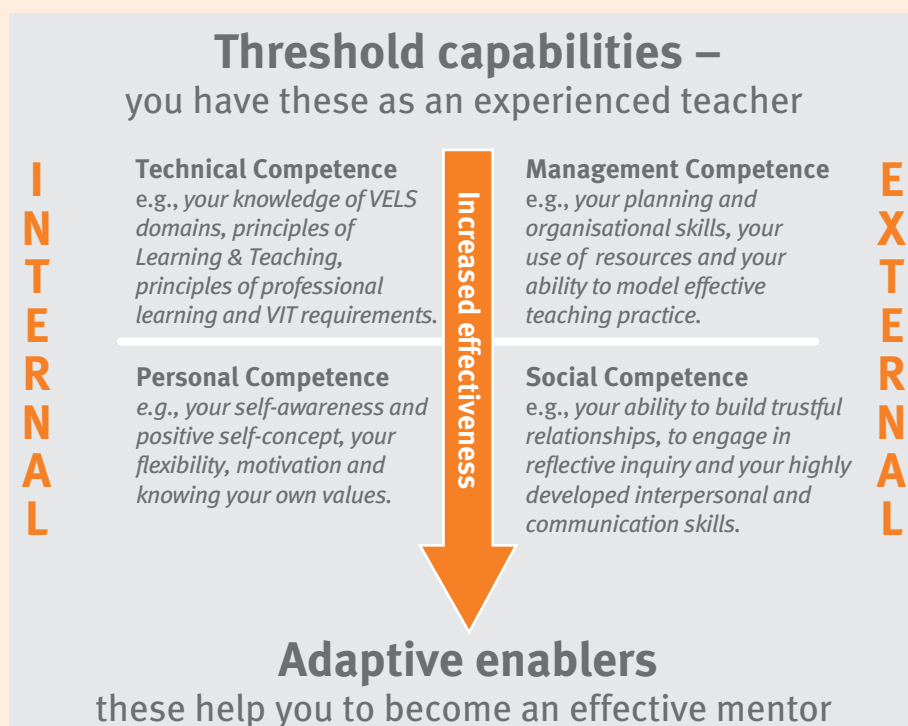 Threshold capabilities –
you have these as an experienced teacher
INTERNAL
Technical Competence
e.g., your knowledge of VELS
domains, principles of
Learning & Teaching,
principles of professional
learning and VIT requirements.
Increased effectiveness
Management Competence
e.g., your planning and
organisational skills, your
use of resources and your
ability to model effective
teaching practice.
EXTERNAL
Personal Competence
e.g., your self-awareness and
positive self-concept, your
flexibility, motivation and
knowing your own values.
Social Competence
e.g., your ability to build trustful
relationships, to engage in
reflective inquiry and your highly
developed interpersonal and
communication skills.
Adaptive enablers
these help you to become an effective mentor